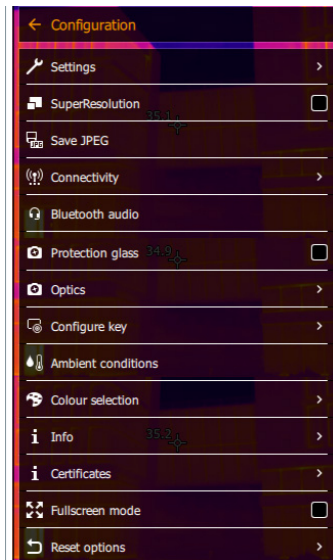 Configuration
Settings
SuperResolution
35.1
JPG Save JPEG
Connectivity
Bluetooth audio
Protection glass 34.9
Optics
Configure key
Ambient conditions
Colour selection
Info 35.2
Certificates
Fullscreen mode
Reset options